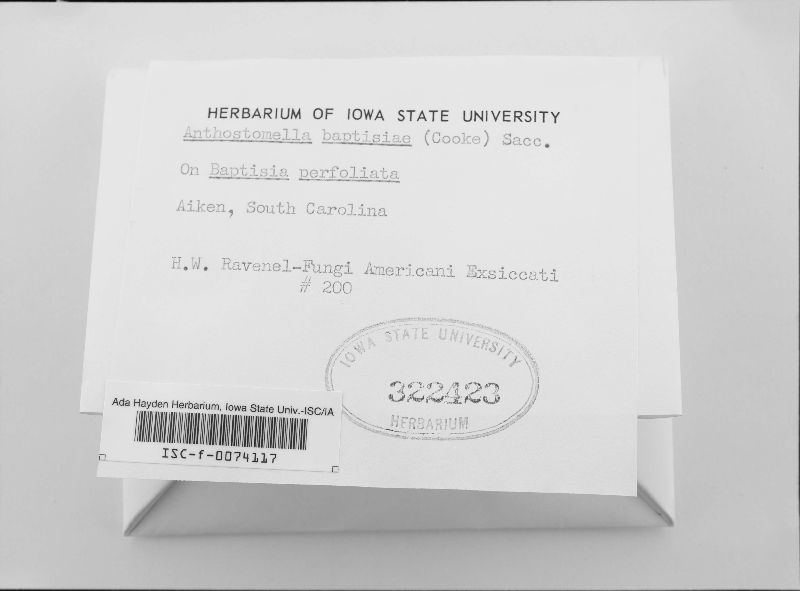 HERBARIUM OF IOWA STATE UNIVERSITY
Anthostomella baptisiae (Cooke) Sacc.
On Baptisia perfoliata
Aiken, South Carolina
H.W. Ravenel-Fungi Americani Exsiccati
# 200
IOWA STATE UNIVERSITY
322423
HERBARIUM
Ada Hayden Herbarium, Iowa State Univ.-ISC/IA
ISC-f-0074117